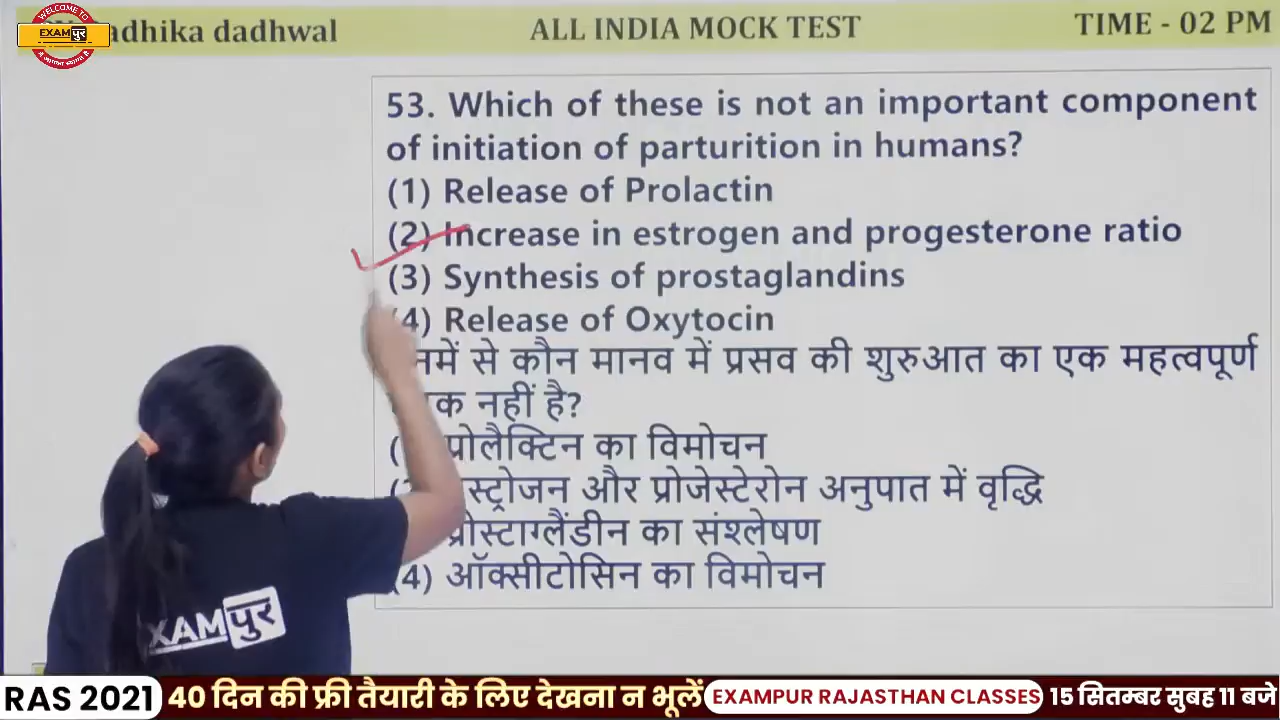 WELCOME TO
EXAMपुर
adhika dadhwal
ALL INDIA MOCK TEST
TIME - 02 PM
53. Which of these is not an important component
of initiation of parturition in humans?
(1) Release of Prolactin
(2) Increase in estrogen and progesterone ratio
(3) Synthesis of prostaglandins
4) Release of Oxytocin
नमें से कौन मानव में प्रसव की शुरुआत का एक महत्वपूर्ण
क नहीं है?
( प्रोलैक्टिन का विमोचन
( स्ट्रोजन और प्रोजेस्टेरोन अनुपात में वृद्धि
प्रोस्टाग्लैंडीन का संश्लेषण
(4) ऑक्सीटोसिन का विमोचन
XAMपुर
RAS 2021 40 दिन की फ्री तैयारी के लिए देखना न भूलें EXAMPUR RAJASTHAN CLASSES 15 सितम्बर सुबह 11 बजे